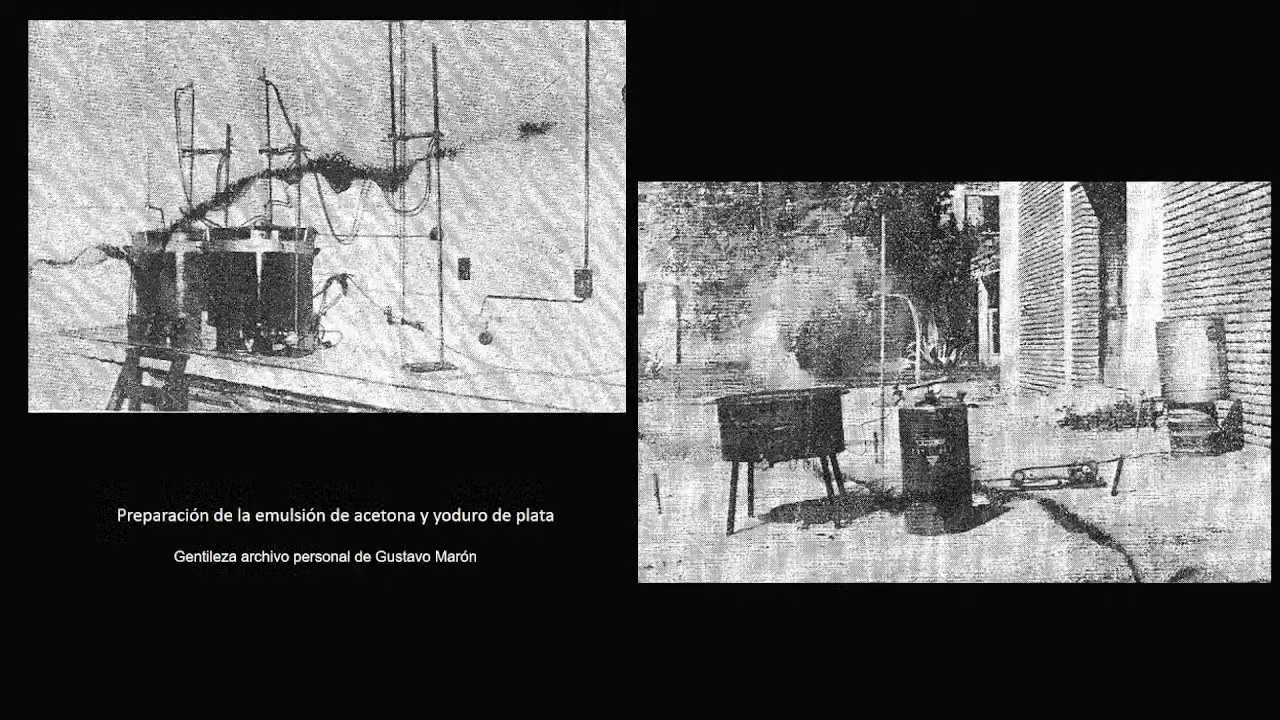 Preparación de la emulsión de acetona y yoduro de plata
Gentileza archivo personal de Gustavo Marón